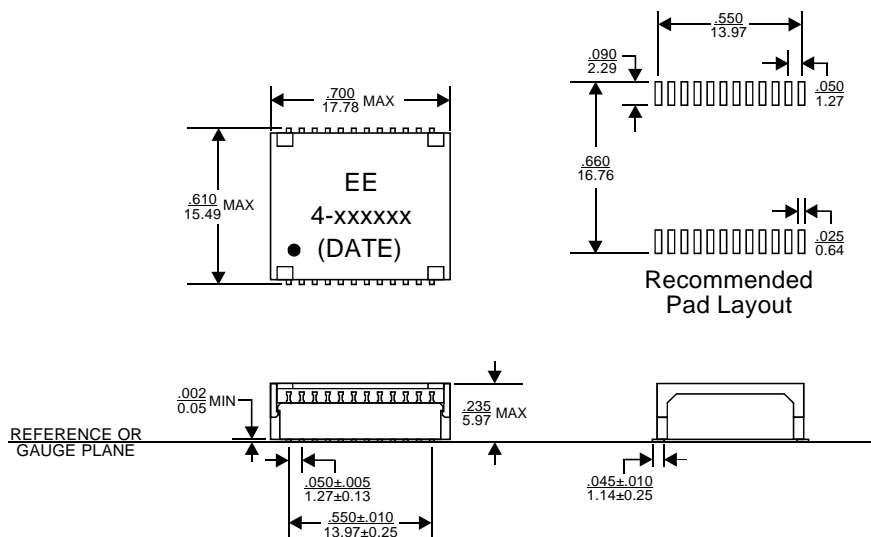 .550
13.97
.090
2.29
.050
1.27
.700
17.78 MAX
.660
16.76
.610
15.49 MAX
EE
4-xxxxxx
(DATE)
.025
0.64
Recommended
Pad Layout
.002
0.05 MIN
.235
5.97 MAX
REFERENCE OR
GAUGE PLANE
.050±.005
1.27±0.13
.045±.010
1.14±0.25
.550±.010
13.97±0.25